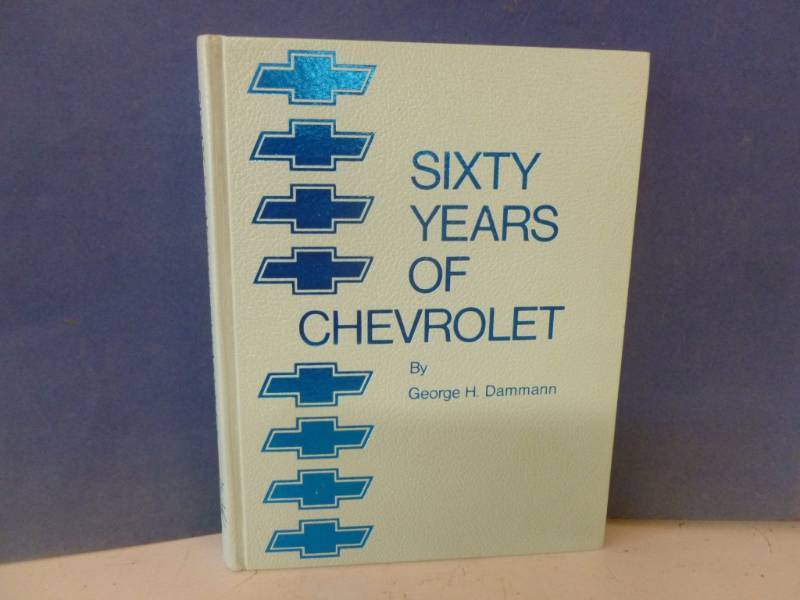 SIXTY
YEARS
OF
CHEVROLET
By
George H. Dammann